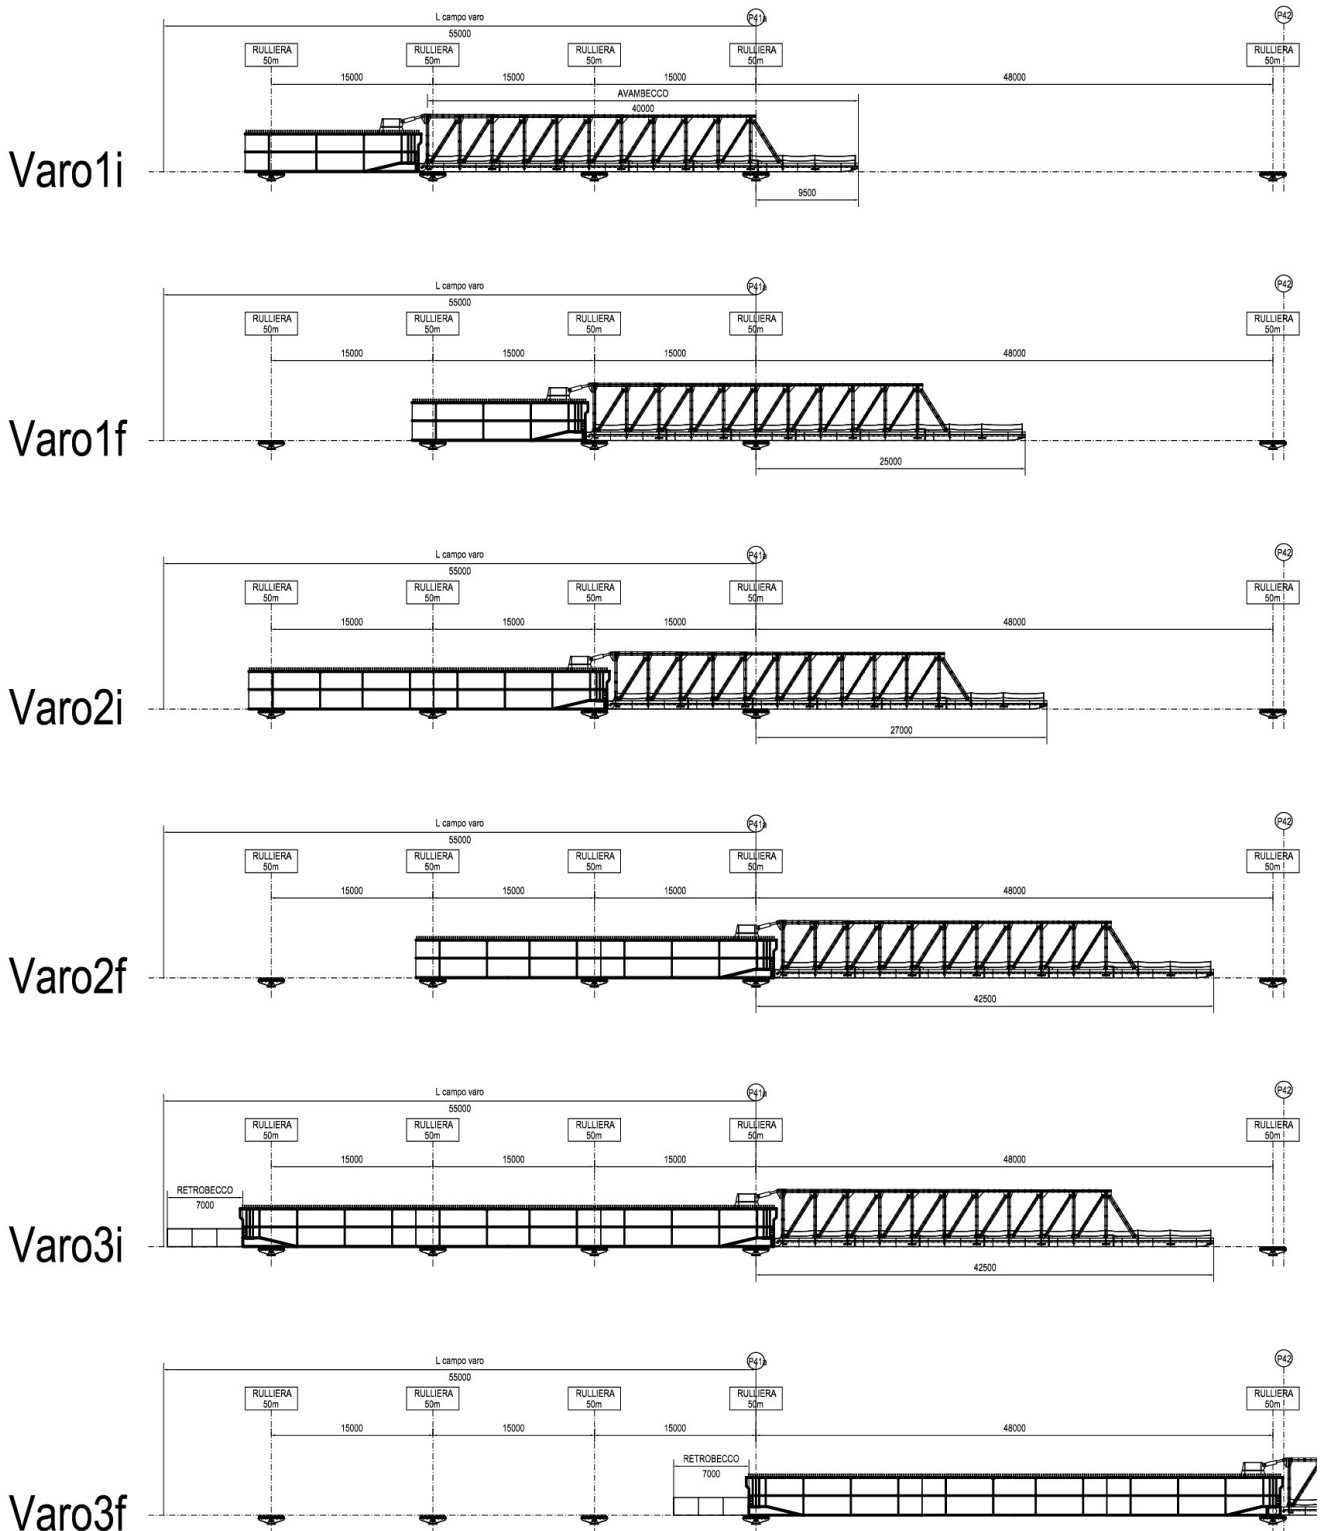 L campo varo P41a P42
55000
RULLIERA RULLIERA RULLIERA RULLIERA RULLIERA
50m 50m 50m 50m 50m
15000 15000 15000 48000
AVAMBECCO
40000
Varo1i
9500
L campo varo P41a P42
55000
RULLIERA RULLIERA RULLIERA RULLIERA RULLIERA
50m 50m 50m 50m 50m
15000 15000 15000 48000
Varo1f
25000
L campo varo P41a P42
55000
RULLIERA RULLIERA RULLIERA RULLIERA RULLIERA
50m 50m 50m 50m 50m
15000 15000 15000 48000
Varo2i
27000
L campo varo P41a P42
55000
RULLIERA RULLIERA RULLIERA RULLIERA RULLIERA
50m 50m 50m 50m 50m
15000 15000 15000 48000
Varo2f
42500
L campo varo P41a P42
55000
RULLIERA RULLIERA RULLIERA RULLIERA RULLIERA
50m 50m 50m 50m 50m
15000 15000 15000 48000
RETROBECCO
7000
Varo3i
42500
L campo varo P41a P42
55000
RULLIERA RULLIERA RULLIERA RULLIERA RULLIERA
50m 50m 50m 50m 50m
15000 15000 15000 48000
RETROBECCO
7000
Varo3f